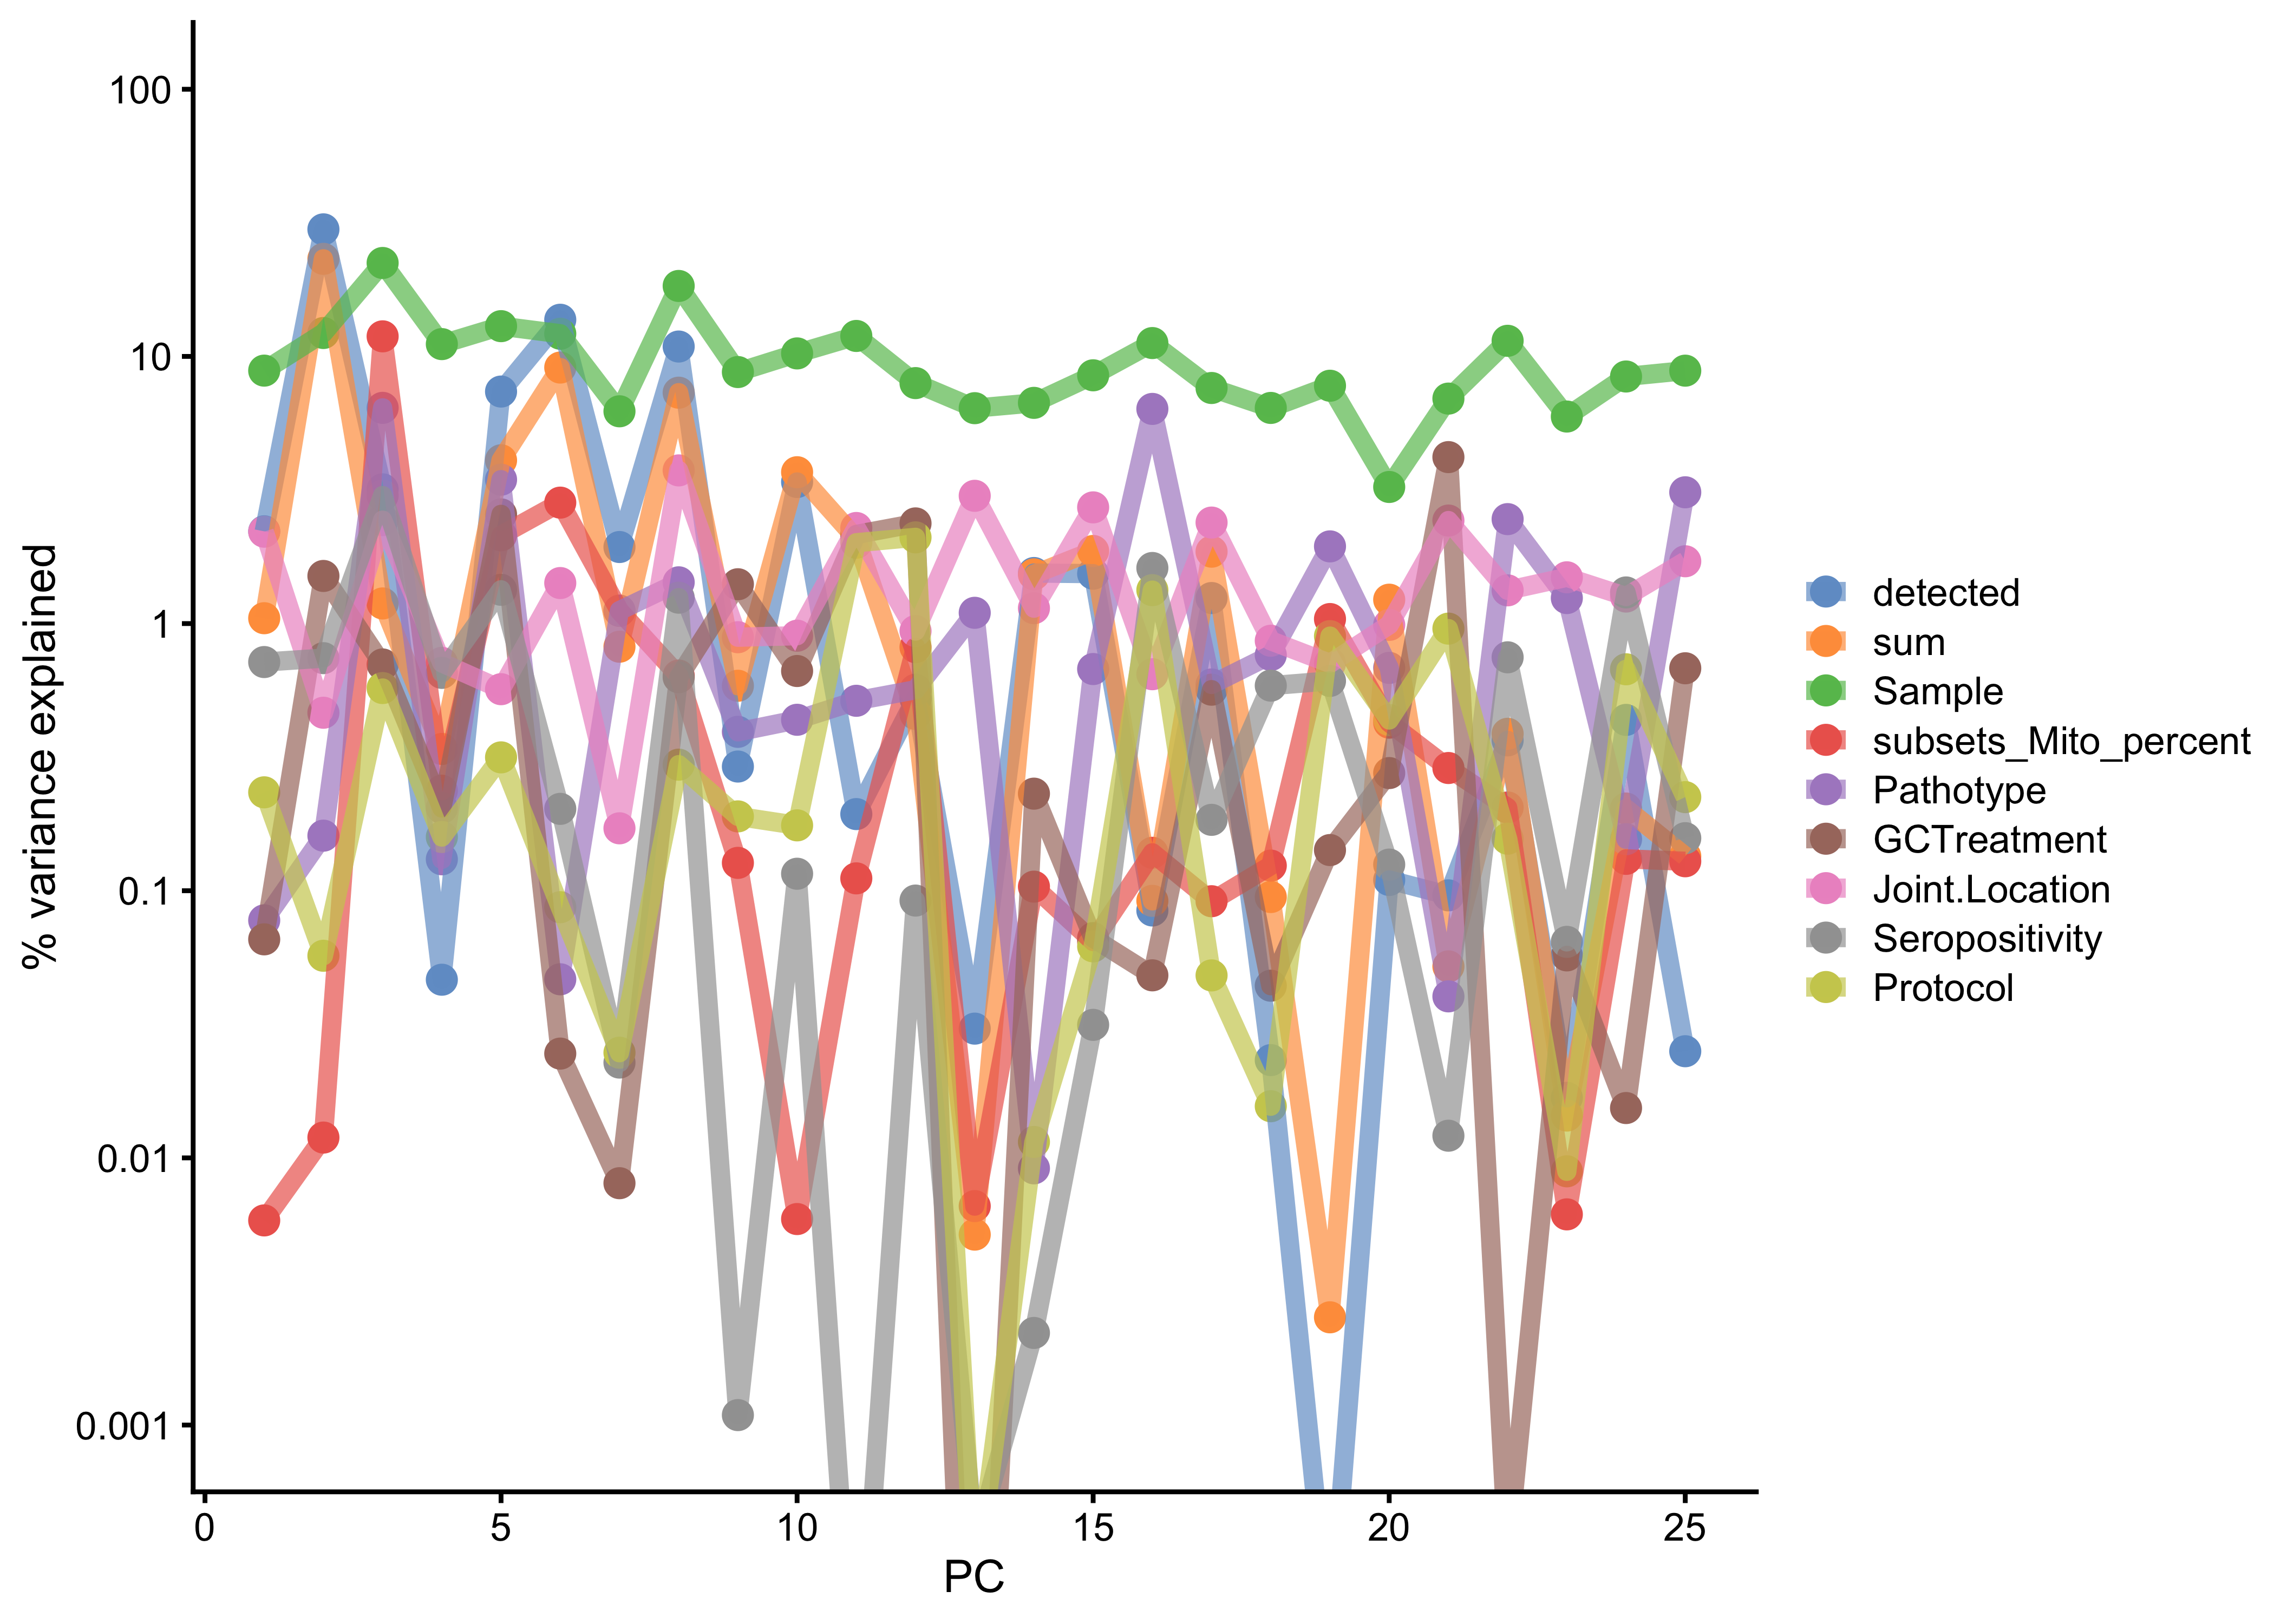 % variance explained
100
10
1
0.1
0.01
0.001
0
5
10
15
20
25
PC
detected
sum
Sample
subsets_Mito_percent
Pathotype
GCTreatment
Joint.Location
Seropositivity
Protocol